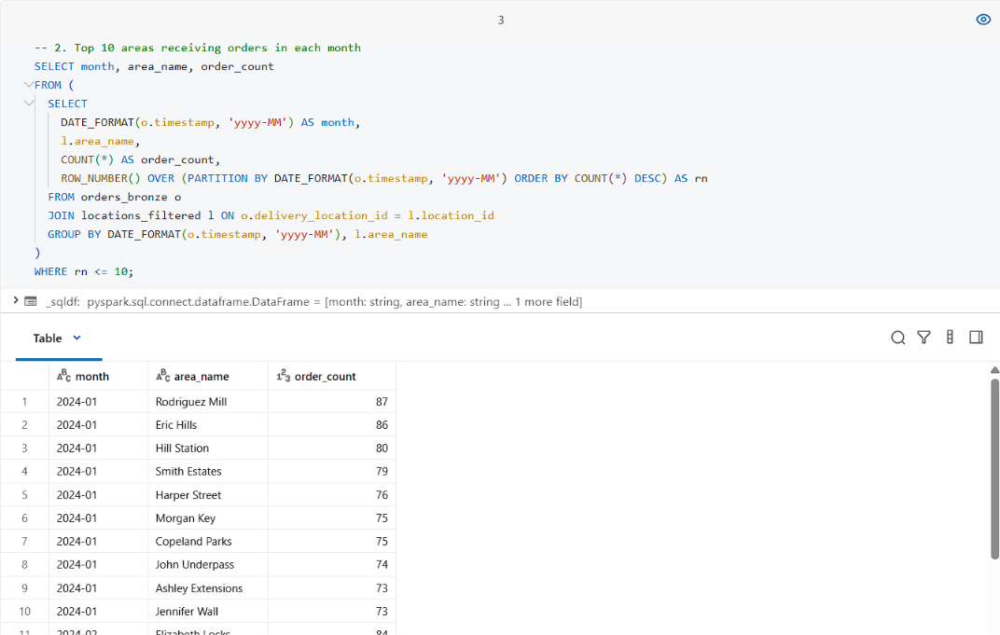 3
-- 2. Top 10 areas receiving orders in each month
SELECT month, area_name, order_count
FROM (
SELECT
DATE_FORMAT(o.timestamp, 'yyyy-MM') AS month,
l.area_name,
COUNT(*) AS order_count,
ROW_NUMBER() OVER (PARTITION BY DATE_FORMAT(o.timestamp, 'yyyy-MM') ORDER BY COUNT(*) DESC) AS rn
FROM orders_bronze o
JOIN locations_filtered l ON o.delivery_location_id = l.location_id
GROUP BY DATE_FORMAT(o.timestamp, 'yyyy-MM'), l.area_name
)
WHERE rn <= 10;
_sqldf: pyspark.sql.connect.dataframe.DataFrame = [month: string, area_name: string ... 1 more field]
Table
ABC month ABC area_name 123 order_count
1 2024-01 Rodriguez Mill 87
2 2024-01 Eric Hills 86
3 2024-01 Hill Station 80
4 2024-01 Smith Estates 79
5 2024-01 Harper Street 76
6 2024-01 Morgan Key 75
7 2024-01 Copeland Parks 75
8 2024-01 John Underpass 74
9 2024-01 Ashley Extensions 73
10 2024-01 Jennifer Wall 73
11 2024-02 Elizabeth Locks 84